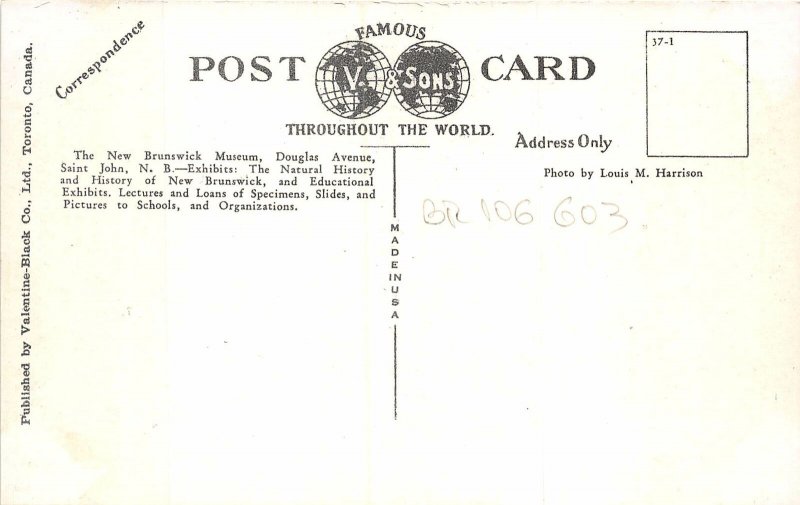 Published by Valentine-Black Co., Ltd., Toronto, Canada.
Correspondence
FAMOUS
POST V. & SONS CARD
THROUGHOUT THE WORLD.
37-1
Address Only
The New Brunswick Museum, Douglas Avenue,
Saint John, N. B.—Exhibits: The Natural History
and History of New Brunswick, and Educational
Exhibits. Lectures and Loans of Specimens, Slides, and
Pictures to Schools, and Organizations.
Photo by Louis M. Harrison
BR 106 603
MADE IN USA